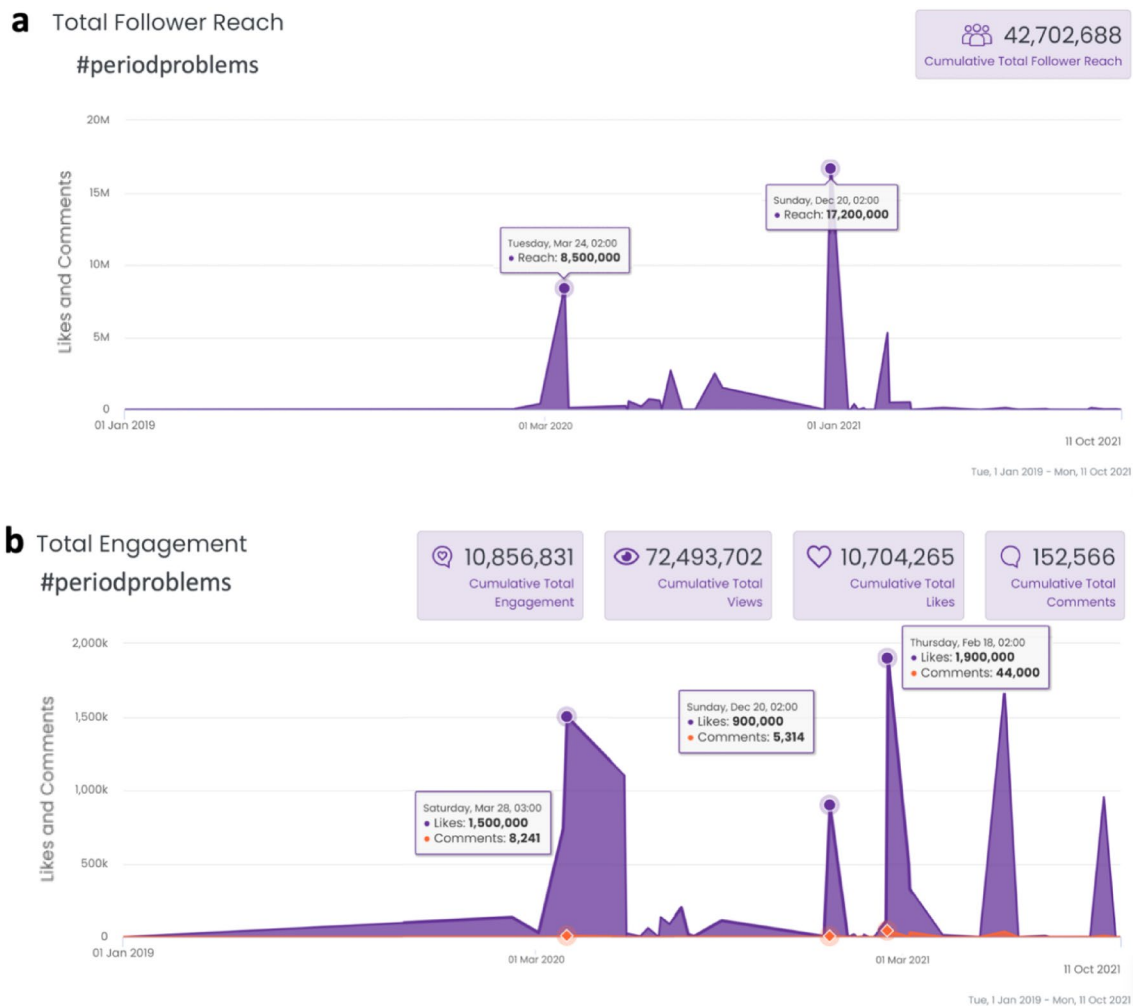 a Total Follower Reach
#periodproblems
42,702,688
Cumulative Total Follower Reach
Likes and Comments
20M
15M
10M
5M
0
Tuesday, Mar 24, 02:00
Reach: 8,500,000
Sunday, Dec 20, 02:00
Reach: 17,200,000
01 Jan 2019
01 Mar 2020
01 Jan 2021
11 Oct 2021
Tue, 1 Jan 2019 - Mon, 11 Oct 2021
b Total Engagement
#periodproblems
10,856,831
Cumulative Total
Engagement
72,493,702
Cumulative Total
Views
10,704,265
Cumulative Total
Likes
152,566
Cumulative Total
Comments
Likes and Comments
2,000k
1,500k
1,000k
500k
0
Saturday, Mar 28, 03:00
Likes: 1,500,000
Comments: 8,241
Sunday, Dec 20, 02:00
Likes: 900,000
Comments: 5,314
Thursday, Feb 18, 02:00
Likes: 1,900,000
Comments: 44,000
01 Jan 2019
01 Mar 2020
01 Mar 2021
11 Oct 2021
Tue, 1 Jan 2019 - Mon, 11 Oct 2021